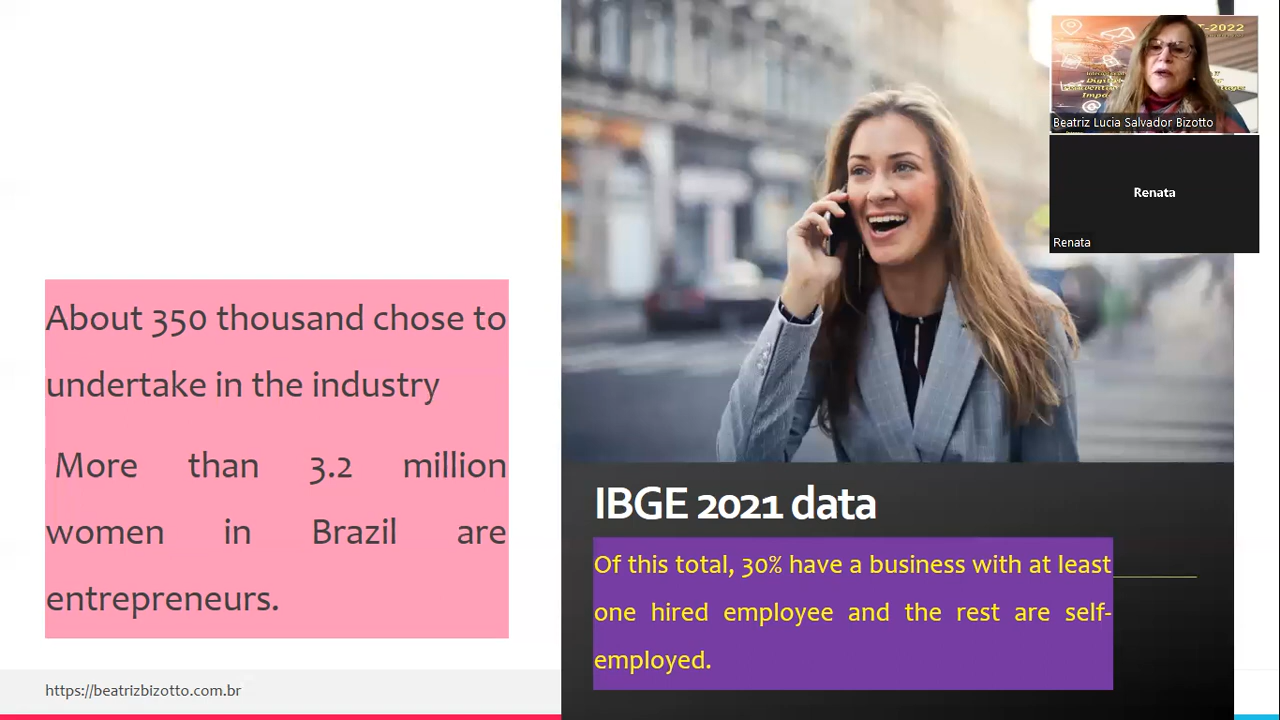 About 350 thousand chose to
undertake in the industry
More than 3.2 million
women in Brazil are
entrepreneurs.
https://beatrizbizotto.com.br
IBGE 2021 data
Of this total, 30% have a business with at least
one hired employee and the rest are self-
employed.
-2022
Beatriz Lucia Salvador Bizotto
Renata
Renata